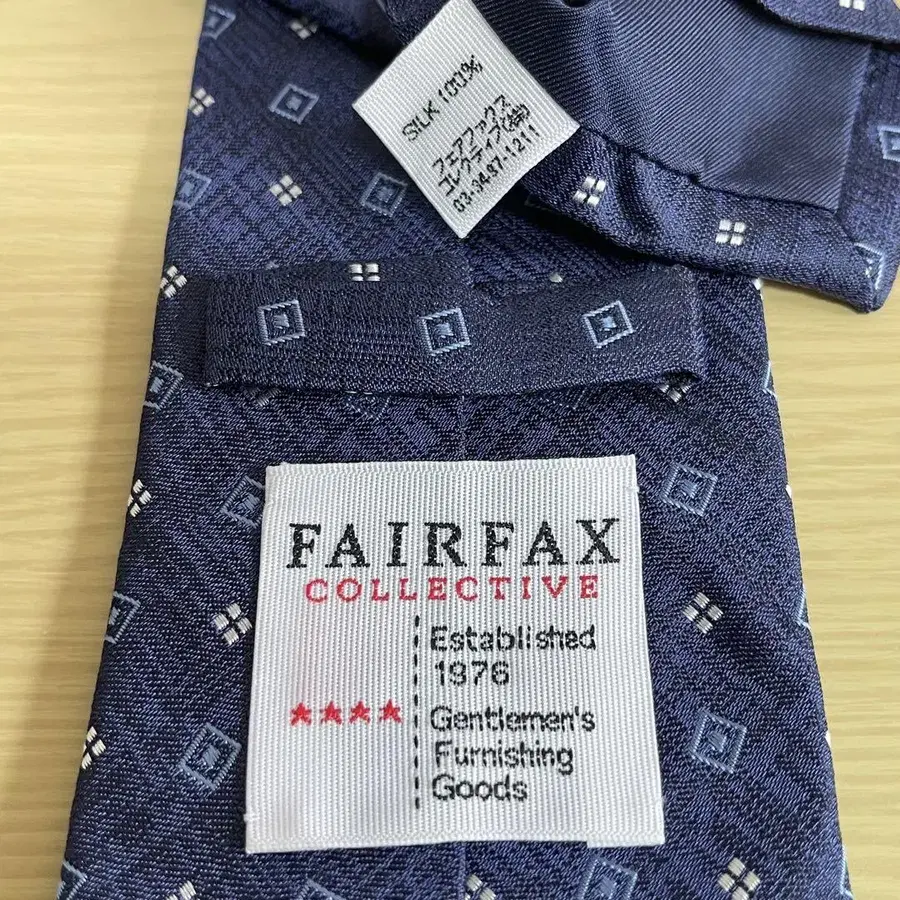 SILK 100%
フェアファックス
コレクティブ(株)
03-3497-1211
FAIRFAX
COLLECTIVE
Established
1976
★★★★
Gentlemen's
Furnishing
Goods